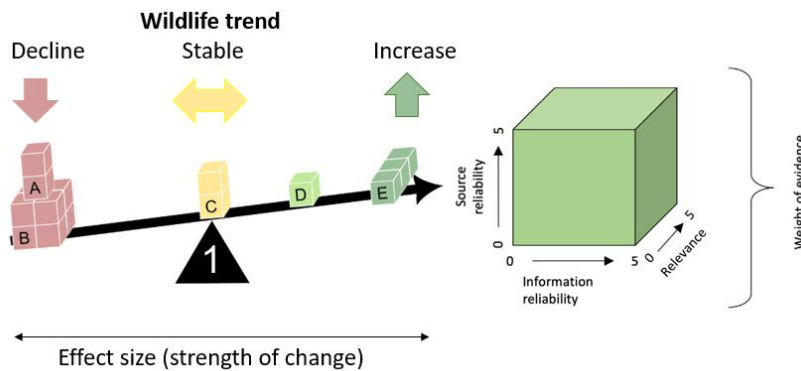 Wildlife trend
Decline
Stable
Increase
A
B
C
D
E
1
Effect size (strength of change)
Source
reliability
5
0
0
5
Information
reliability
0
5
Relevance
Weight of evidence